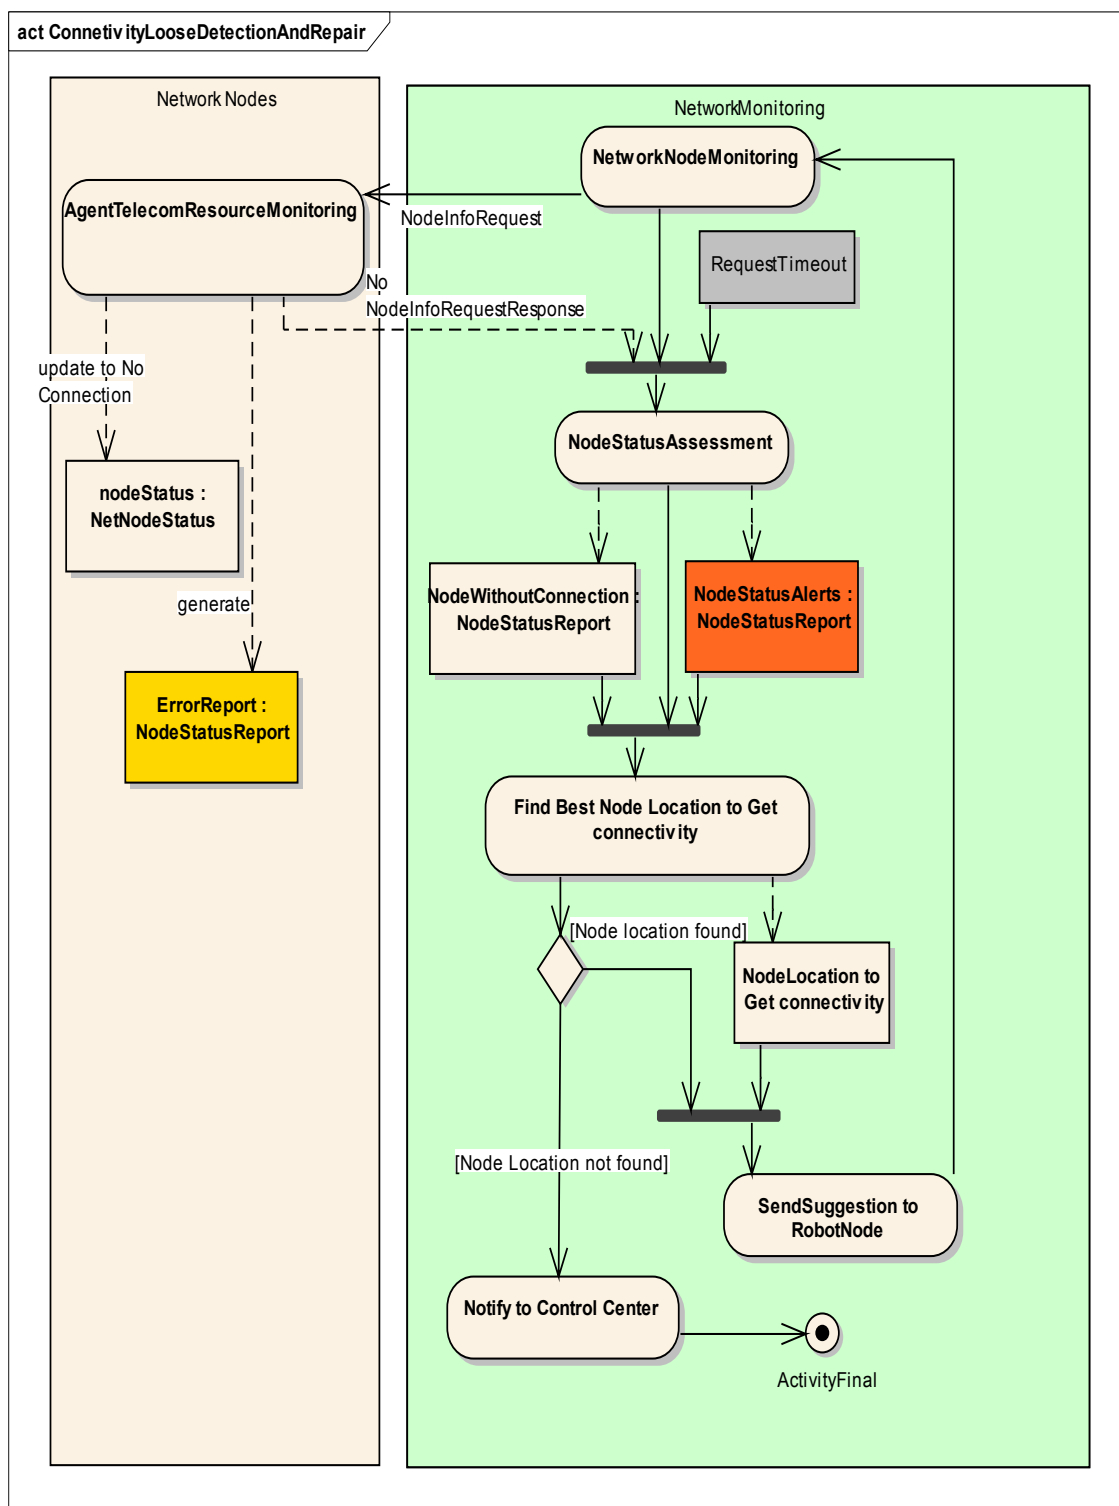 act ConnetivityLooseDetectionAndRepair
NetworkNodes
NetworkMonitoring
NetworkNodeMonitoring
AgentTelecomResourceMonitoring
NodeInfoRequest
RequestTimeout
No
NodeInfoRequestResponse
update to No
Connection
NodeStatusAssessment
nodeStatus :
NetNodeStatus
NodeWithoutConnection :
NodeStatusReport
NodeStatusAlerts :
NodeStatusReport
generate
ErrorReport :
NodeStatusReport
Find Best Node Location to Get
connectivity
[Node location found]
NodeLocation to
Get connectivity
[Node Location not found]
SendSuggestion to
RobotNode
Notify to Control Center
ActivityFinal